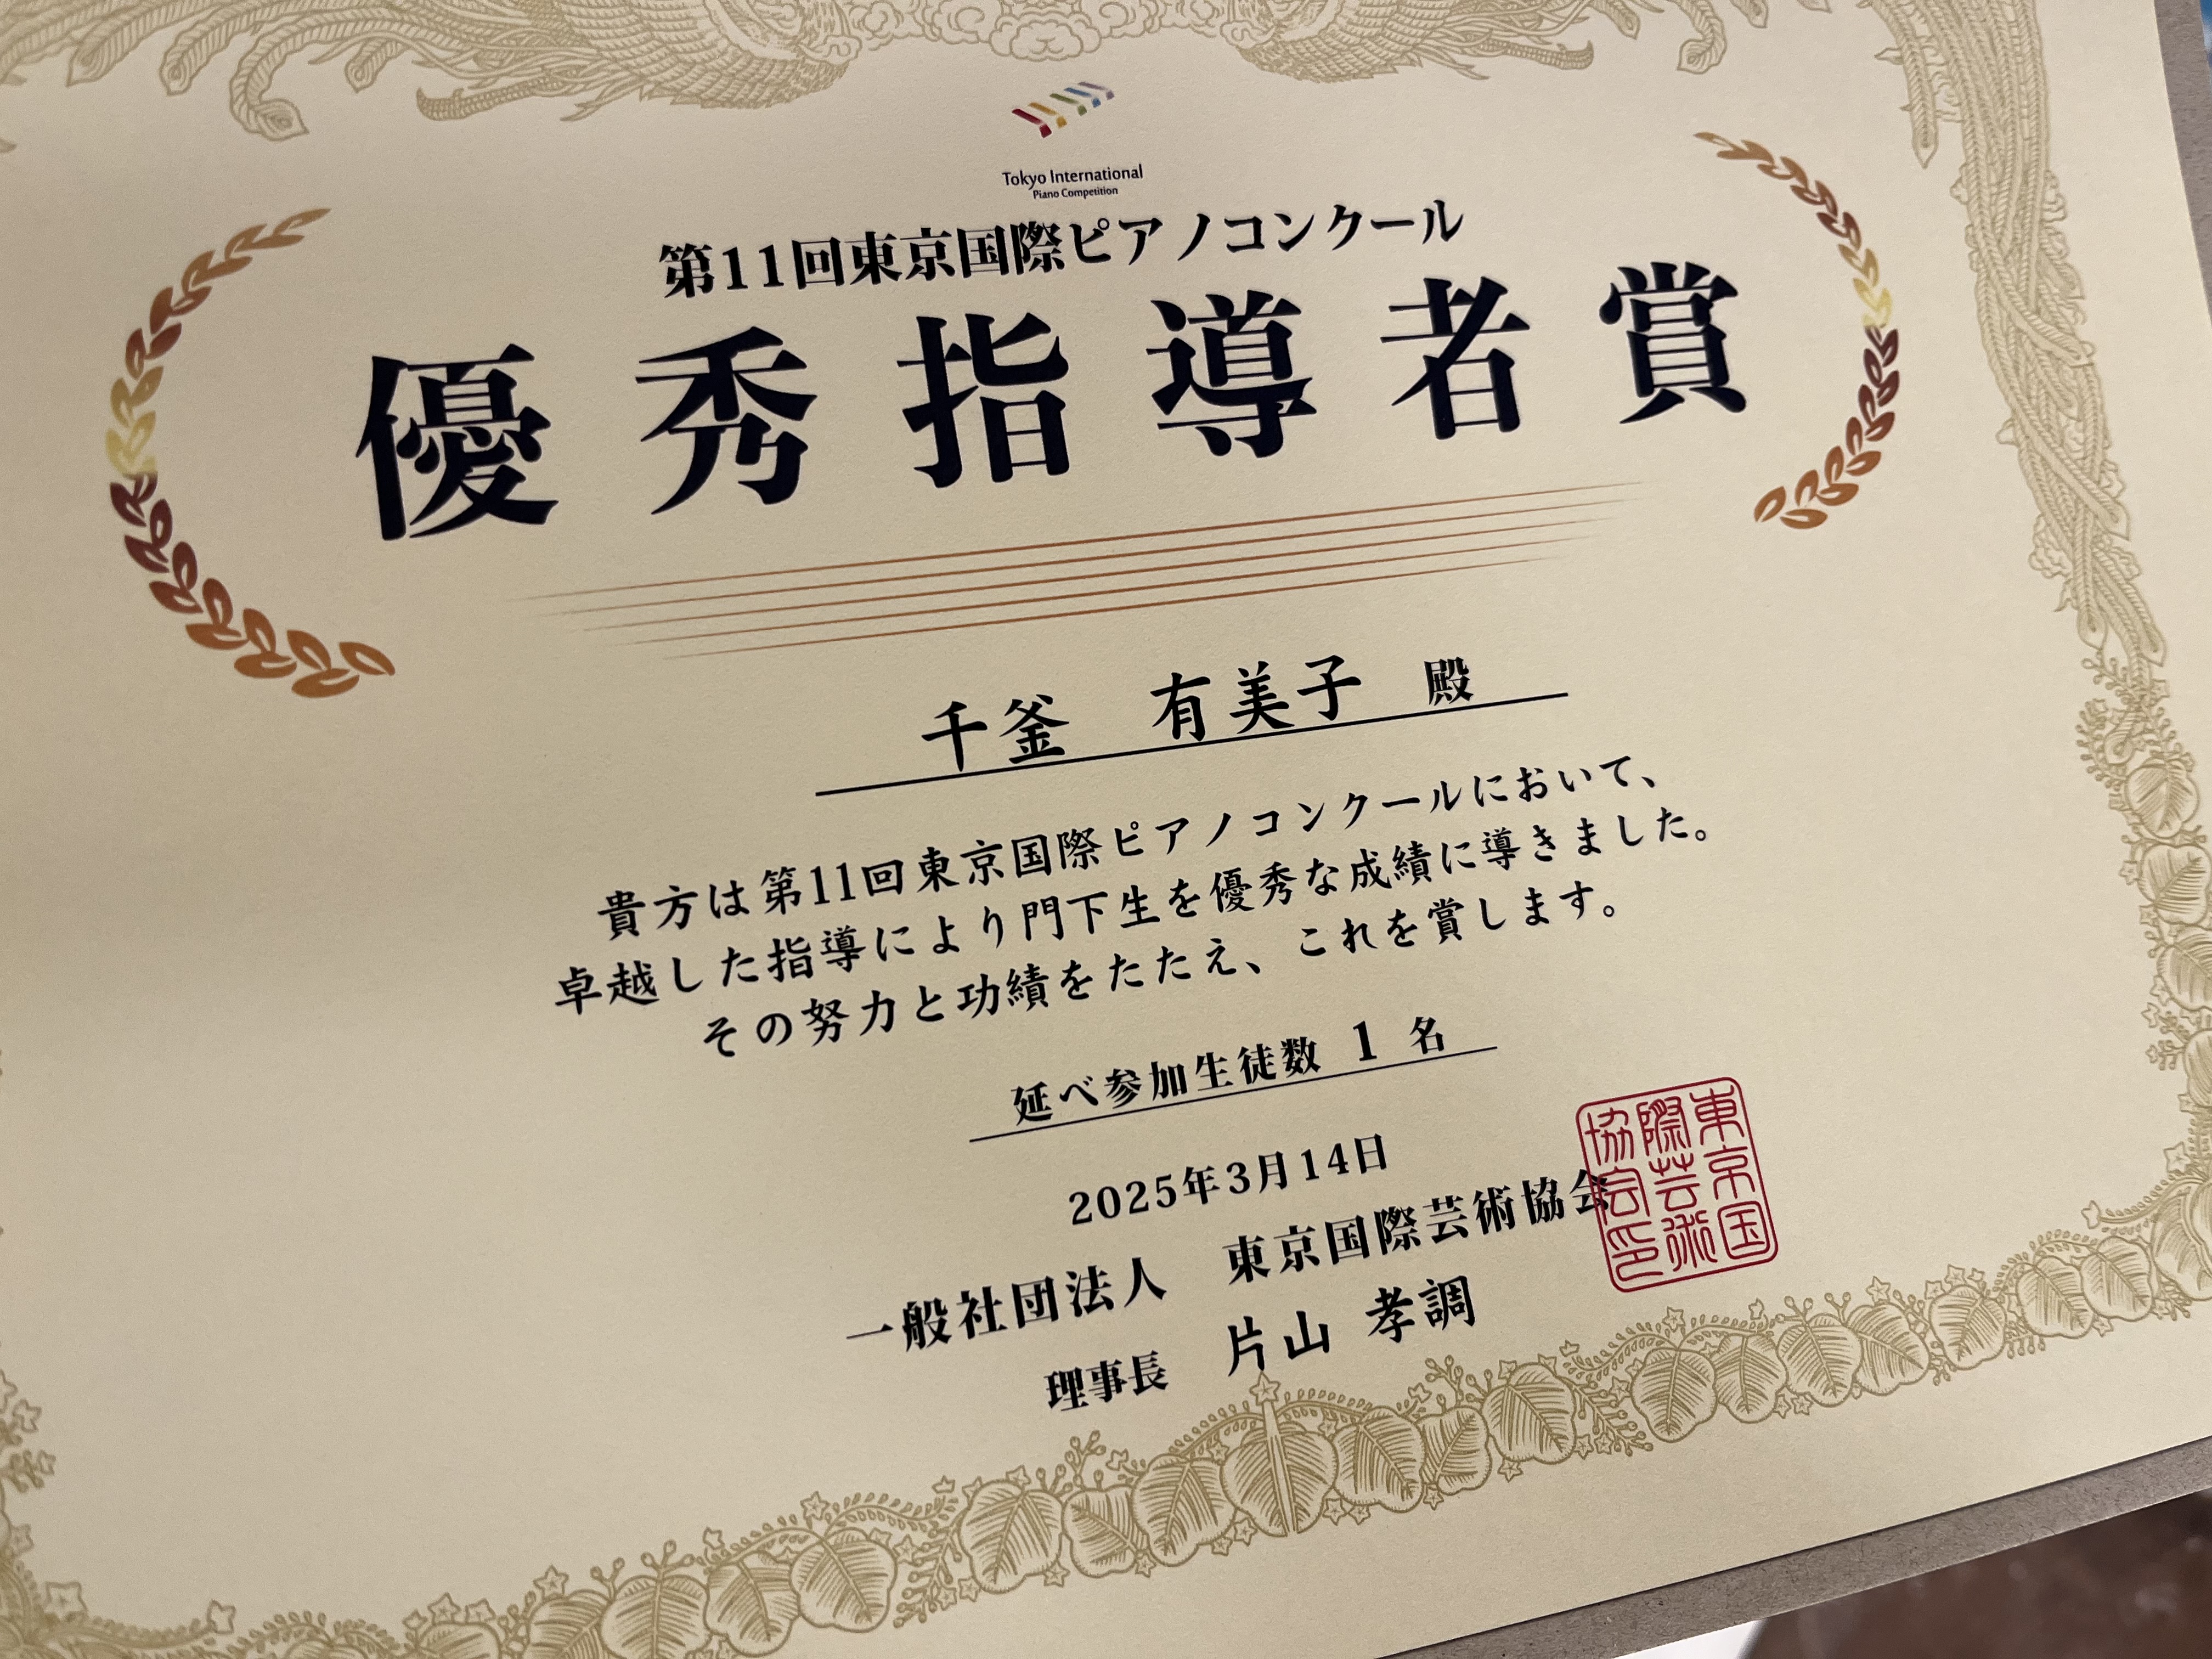 Tokyo International
Piano Competition
第11回東京国際ピアノコンクール
優秀指導者賞
千釜 有美子 殿
貴方は第11回東京国際ピアノコンクールにおいて、
卓越した指導により門下生を優秀な成績に導きました。
その努力と功績をたたえ、これを賞します。
延べ参加生徒数 1 名
2025年3月14日
一般社団法人 東京国際芸術協会
理事長 片山 孝調
東京国際芸術協会印